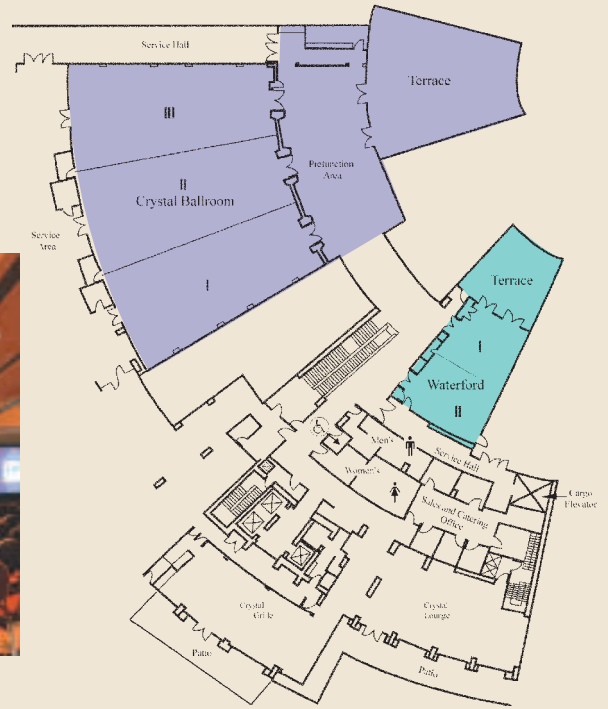 Service Hall
Terrace
III
Prefunction
Area
II
Crystal Ballroom
Service
Area
I
Terrace
I
Waterford
II
Men's
Service Hall
Women's
Cargo
Elevator
Sales and Catering
Office
Crystal
Grille
Crystal
Lounge
Patio
Patio